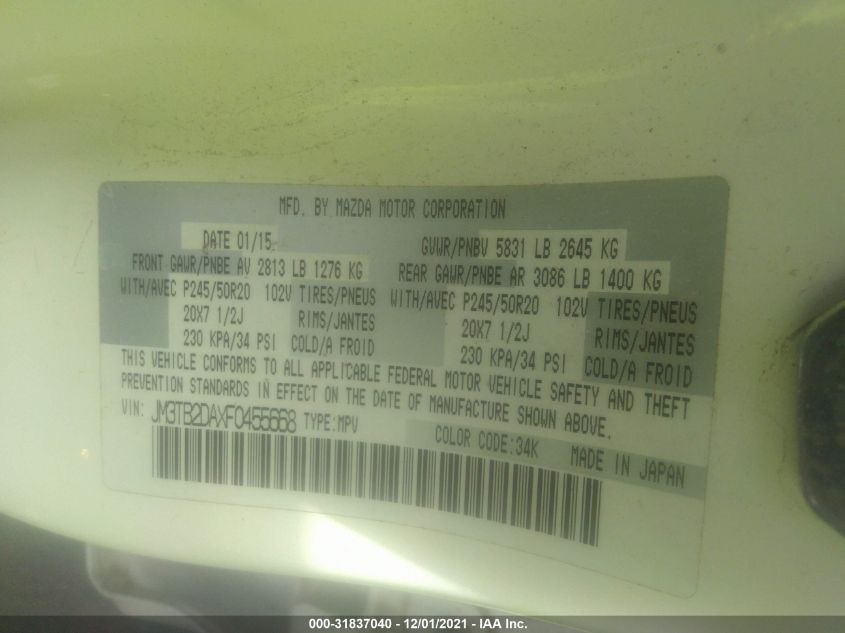 MFD. BY MAZDA MOTOR CORPORATION
DATE 01/15 GVWR/PNBV 5831 LB 2645 KG
FRONT GAWR/PNBE AV 2813 LB 1276 KG REAR GAWR/PNBE AR 3086 LB 1400 KG
WITH/AVEC P245/50R20 102V TIRES/PNEUS WITH/AVEC P245/50R20 102V TIRES/PNEUS
20X7 1/2J RIMS/JANTES 20X7 1/2J RIMS/JANTES
230 KPA/34 PSI COLD/A FROID 230 KPA/34 PSI COLD/A FROID
THIS VEHICLE CONFORMS TO ALL APPLICABLE FEDERAL MOTOR VEHICLE SAFETY AND THEFT
PREVENTION STANDARDS IN EFFECT ON THE DATE OF MANUFACTURE SHOWN ABOVE.
VIN: JM3TB2DAXF0455668 TYPE:MPV
COLOR CODE:34K MADE IN JAPAN
000-31837040 - 12/01/2021 - IAA Inc.